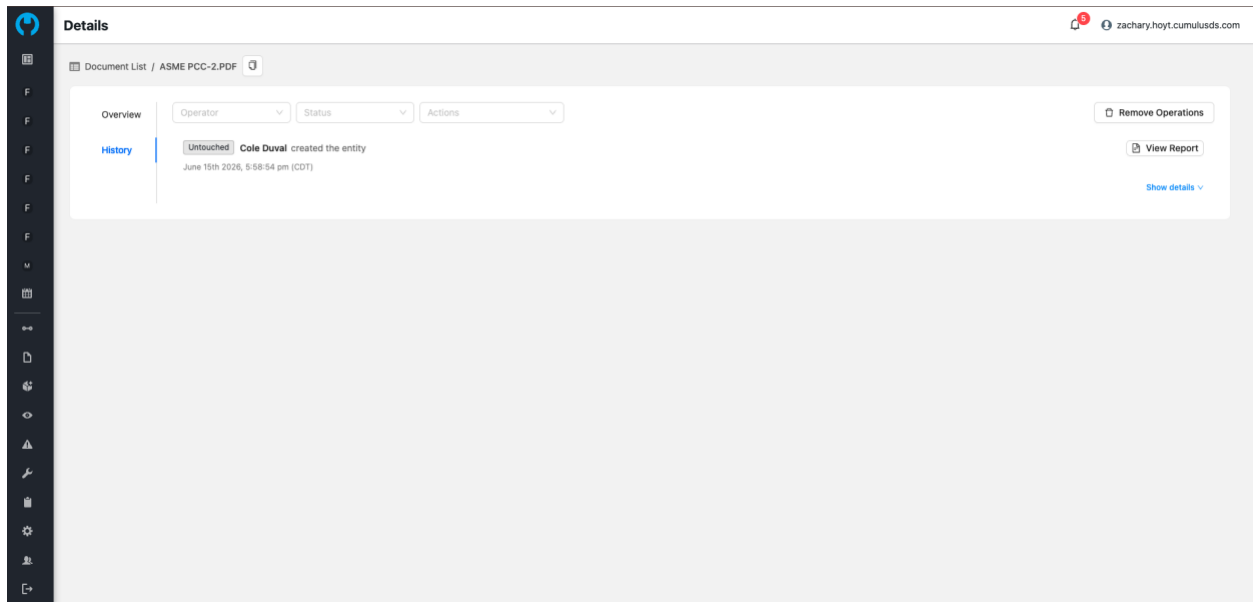 Details
5
zachary.hoyt.cumulusds.com
Document List / ASME PCC-2.PDF
F
F
F
F
F
F
M
Overview
History
Operator
Status
Actions
Remove Operations
Untouched Cole Duval created the entity
June 15th 2026, 5:58:54 pm (CDT)
View Report
Show details